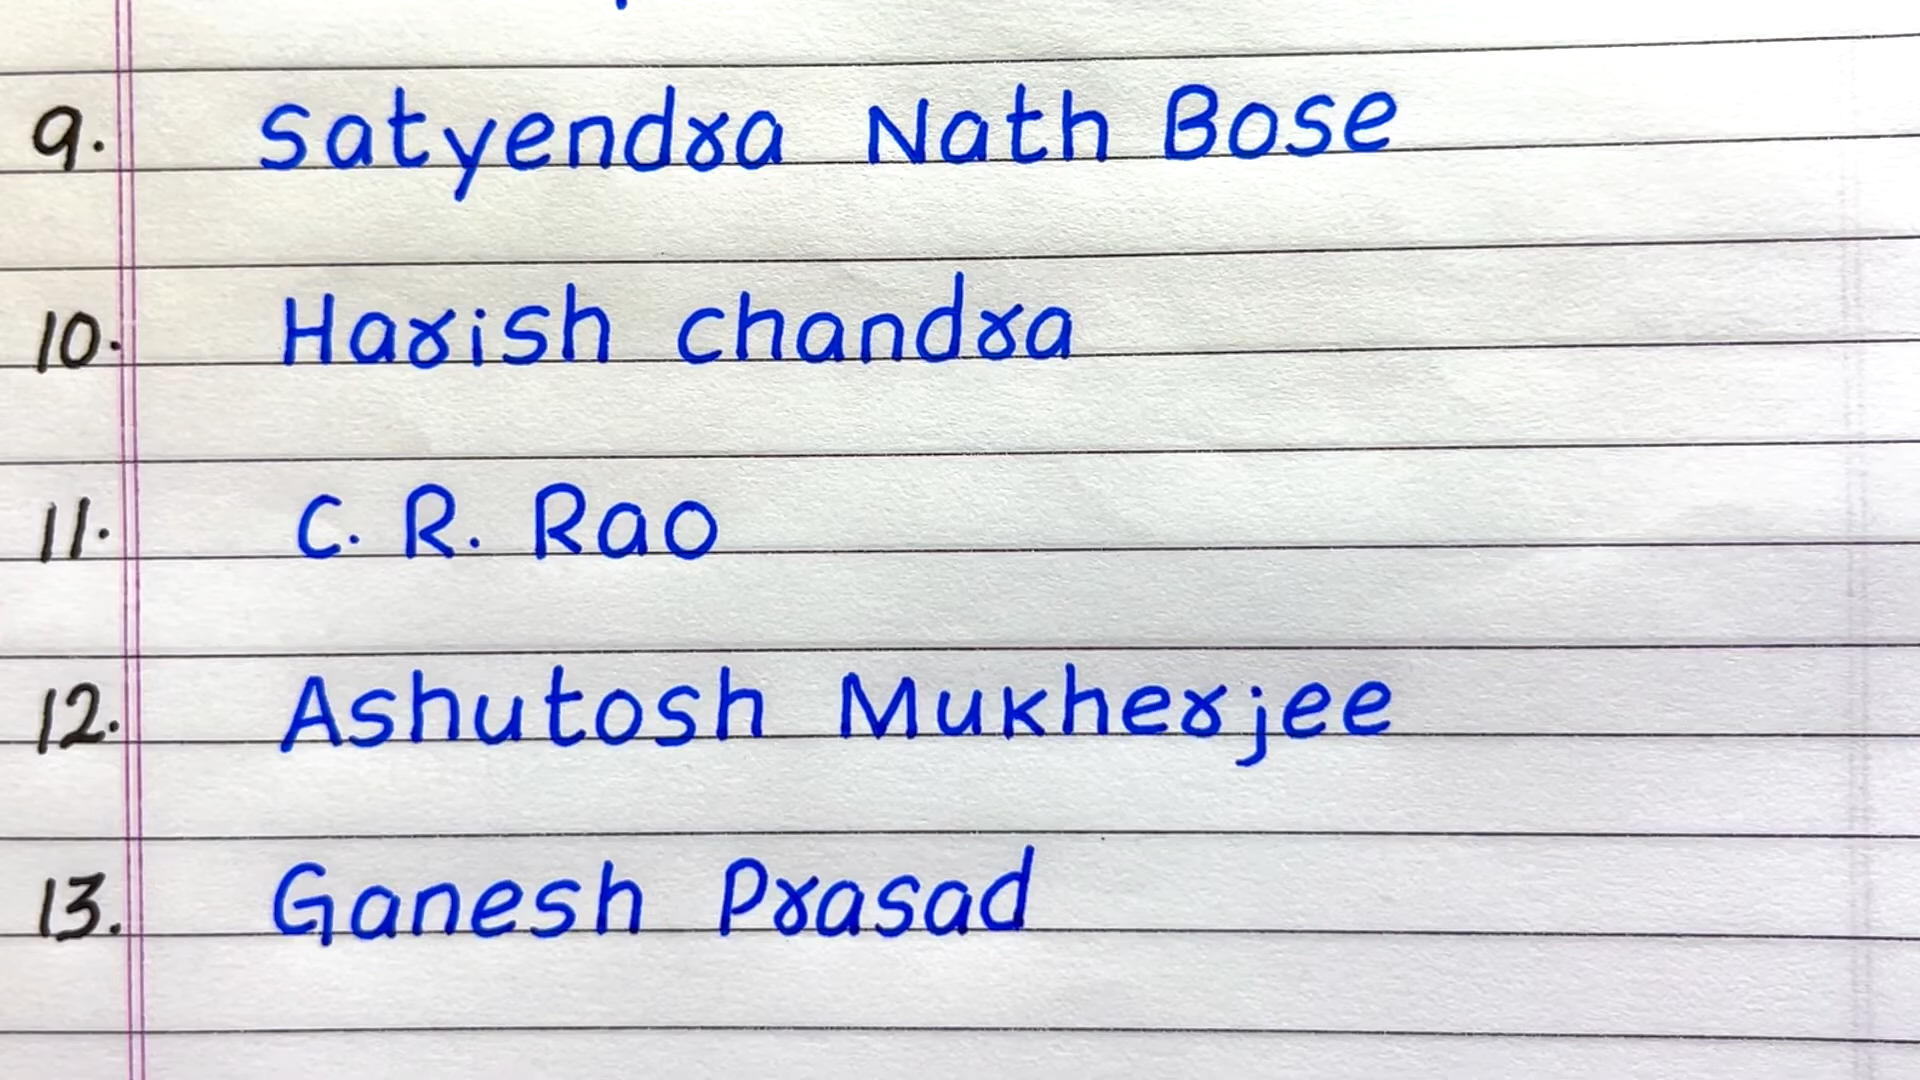 9. Satyendra Nath Bose
10. Harish chandra
11. C. R. Rao
12. Ashutosh Mukherjee
13. Ganesh Prasad